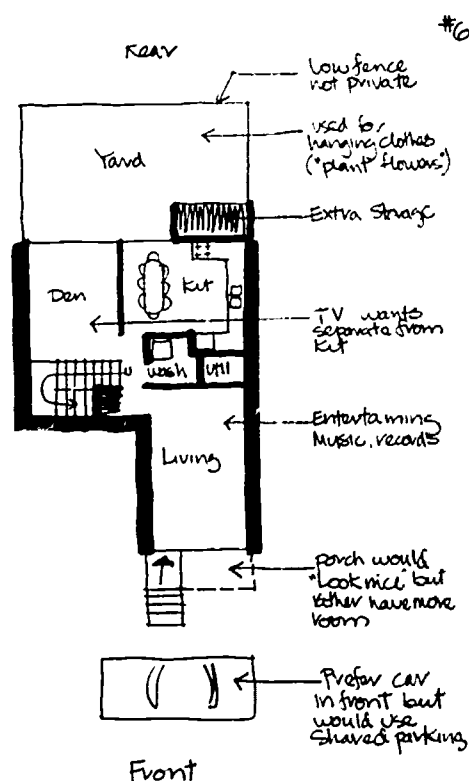 #6
Rear
Low fence
not private
Yard
used for
hanging clothes
("plant flowers")
Extra Storage
Den
Kit
TV wants
separate from
Kit
U
wash
util
Entertaining
Music, records
Living
porch would
"Look nice" but
rather have more
room
Prefer car
in front but
would use
Shared parking
Front